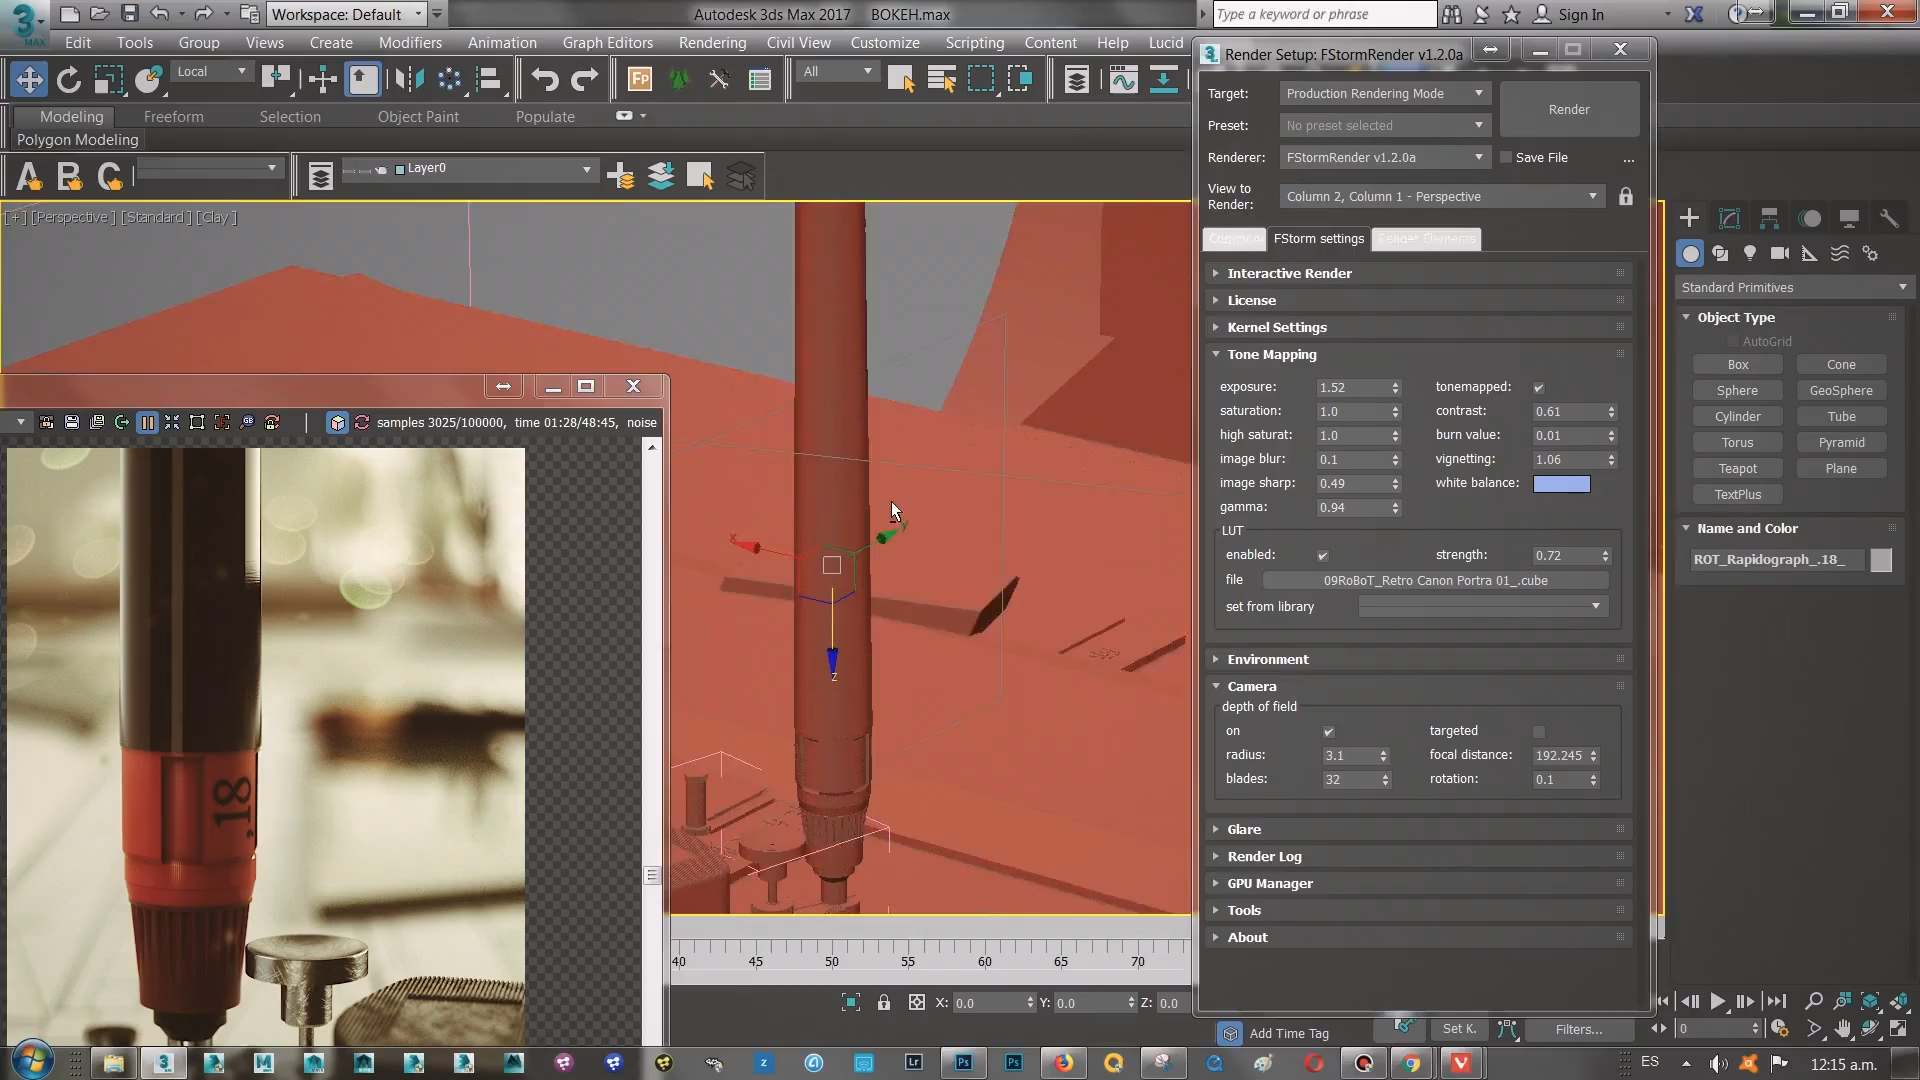 Workspace: Default
Autodesk 3ds Max 2017 BOKEH.max
Type a keyword or phrase
Sign In
MAX
Edit Tools Group Views Create Modifiers Animation Graph Editors Rendering Civil View Customize Scripting Content Help Lucid
Local
All
Modeling Freeform Selection Object Paint Populate
Polygon Modeling
A B C
Layer0
[+] [Perspective ] [Standard ] [Clay ]
samples 3025/100000, time 01:28/48:45, noise
.18
x
y
z
40 45 50 55 60 65 70
X: 0.0 Y: 0.0 Z: 0.0
Add Time Tag
Set K.
Filters...
0
Render Setup: FStormRender v1.2.0a
Target: Production Rendering Mode
Render
Preset: No preset selected
Renderer: FStormRender v1.2.0a
Save File
...
View to Render: Column 2, Column 1 - Perspective
Common FStorm settings Render Elements
Interactive Render
License
Kernel Settings
Tone Mapping
exposure: 1.52 tonemapped:
saturation: 1.0 contrast: 0.61
high saturat: 1.0 burn value: 0.01
image blur: 0.1 vignetting: 1.06
image sharp: 0.49 white balance:
gamma: 0.94
LUT
enabled: strength: 0.72
file 09RoBoT_Retro Canon Portra 01_.cube
set from library
Environment
Camera
depth of field
on targeted
radius: 3.1 focal distance: 192.245
blades: 32 rotation: 0.1
Glare
Render Log
GPU Manager
Tools
About
Standard Primitives
Object Type
AutoGrid
Box Cone
Sphere GeoSphere
Cylinder Tube
Torus Pyramid
Teapot Plane
TextPlus
Name and Color
ROT_Rapidograph_.18_
Lr Ps Ps
ES
12:15 a.m.